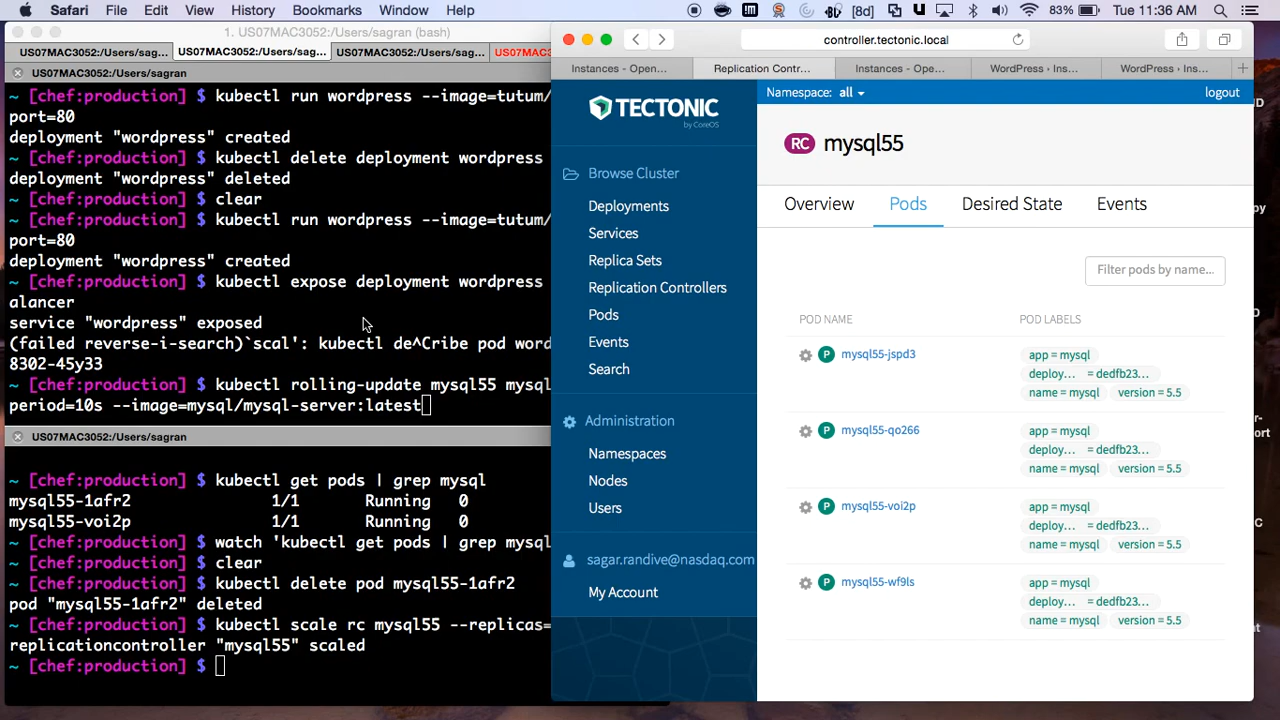 Safari File Edit View History Bookmarks Window Help [8d] 83% Tue 11:36 AM
1. US07MAC3052:/Users/sagran (bash)
US07MAC3052:/Users/sag... US07MAC3052:/Users/sag... US07MAC3052:/Users/sag... US07MAC
US07MAC3052:/Users/sagran
~ [chef:production] $ kubectl run wordpress --image=tutum/
port=80
deployment "wordpress" created
~ [chef:production] $ kubectl delete deployment wordpress
deployment "wordpress" deleted
~ [chef:production] $ clear
~ [chef:production] $ kubectl run wordpress --image=tutum/
port=80
deployment "wordpress" created
~ [chef:production] $ kubectl expose deployment wordpress
alancer
service "wordpress" exposed
(failed reverse-i-search)`scal': kubectl de^Cribe pod word
8302-45y33
~ [chef:production] $ kubectl rolling-update mysql55 mysql
period=10s --image=mysql/mysql-server:latest
US07MAC3052:/Users/sagran
~ [chef:production] $ kubectl get pods | grep mysql
mysql55-1afr2 1/1 Running 0
mysql55-voi2p 1/1 Running 0
~ [chef:production] $ watch 'kubectl get pods | grep mysql
~ [chef:production] $ clear
~ [chef:production] $ kubectl delete pod mysql55-1afr2
pod "mysql55-1afr2" deleted
~ [chef:production] $ kubectl scale rc mysql55 --replicas=
replicationcontroller "mysql55" scaled
~ [chef:production] $
controller.tectonic.local
Instances - Open... Replication Contr... Instances - Ope... WordPress › Ins... WordPress › Ins...
TECTONIC
by CoreOS
Browse Cluster
Deployments
Services
Replica Sets
Replication Controllers
Pods
Events
Search
Administration
Namespaces
Nodes
Users
sagar.randive@nasdaq.com
My Account
Namespace: all logout
RC mysql55
Overview Pods Desired State Events
Filter pods by name...
POD NAME POD LABELS
P mysql55-jspd3 app = mysql
deploy... = dedfb23...
name = mysql version = 5.5
P mysql55-qo266 app = mysql
deploy... = dedfb23...
name = mysql version = 5.5
P mysql55-voi2p app = mysql
deploy... = dedfb23...
name = mysql version = 5.5
P mysql55-wf9ls app = mysql
deploy... = dedfb23...
name = mysql version = 5.5